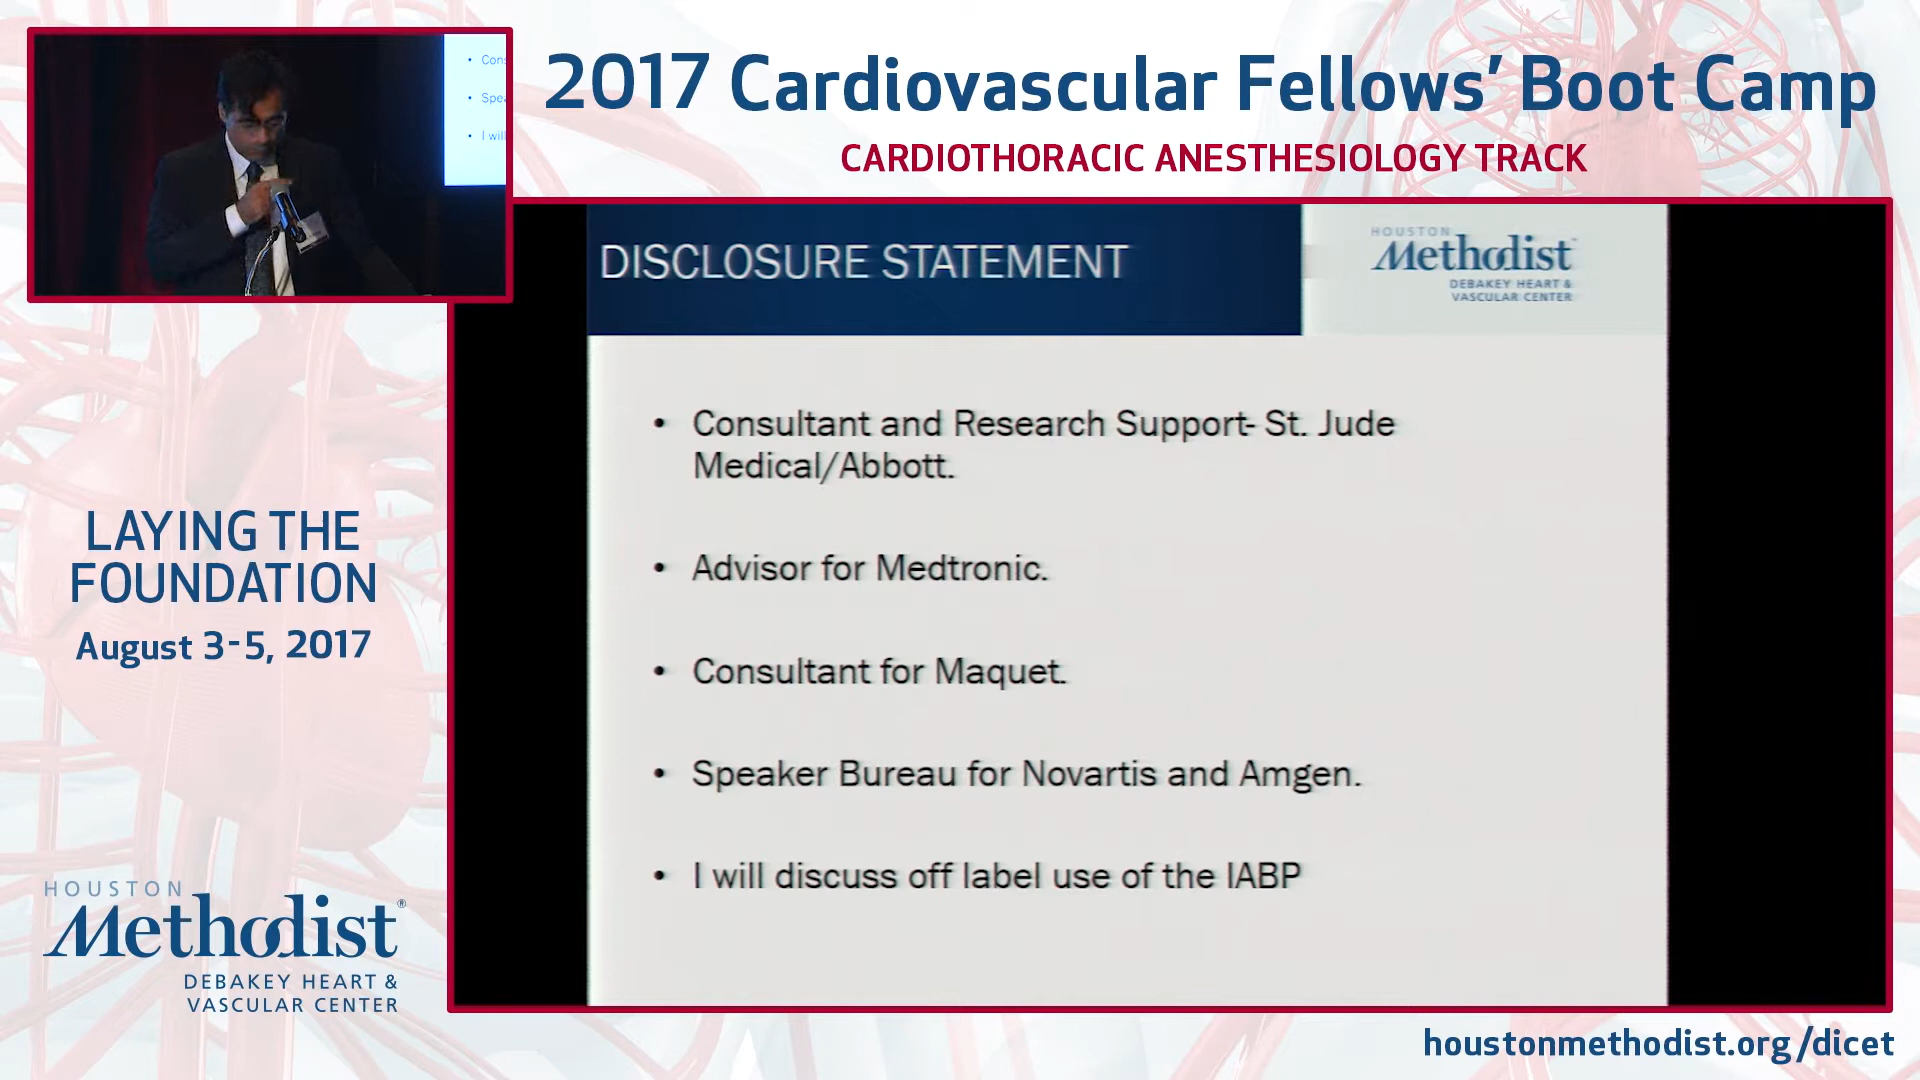 2017 Cardiovascular Fellows’ Boot Camp
CARDIOTHORACIC ANESTHESIOLOGY TRACK
• Cons
• Spea
• I will
DISCLOSURE STATEMENT
HOUSTON
Methodist
DEBAKEY HEART &
VASCULAR CENTER
• Consultant and Research Support- St. Jude
Medical/Abbott.
• Advisor for Medtronic.
• Consultant for Maquet.
• Speaker Bureau for Novartis and Amgen.
• I will discuss off label use of the IABP
LAYING THE
FOUNDATION
August 3-5, 2017
HOUSTON
Methodist®
DEBAKEY HEART &
VASCULAR CENTER
houstonmethodist.org/dicet